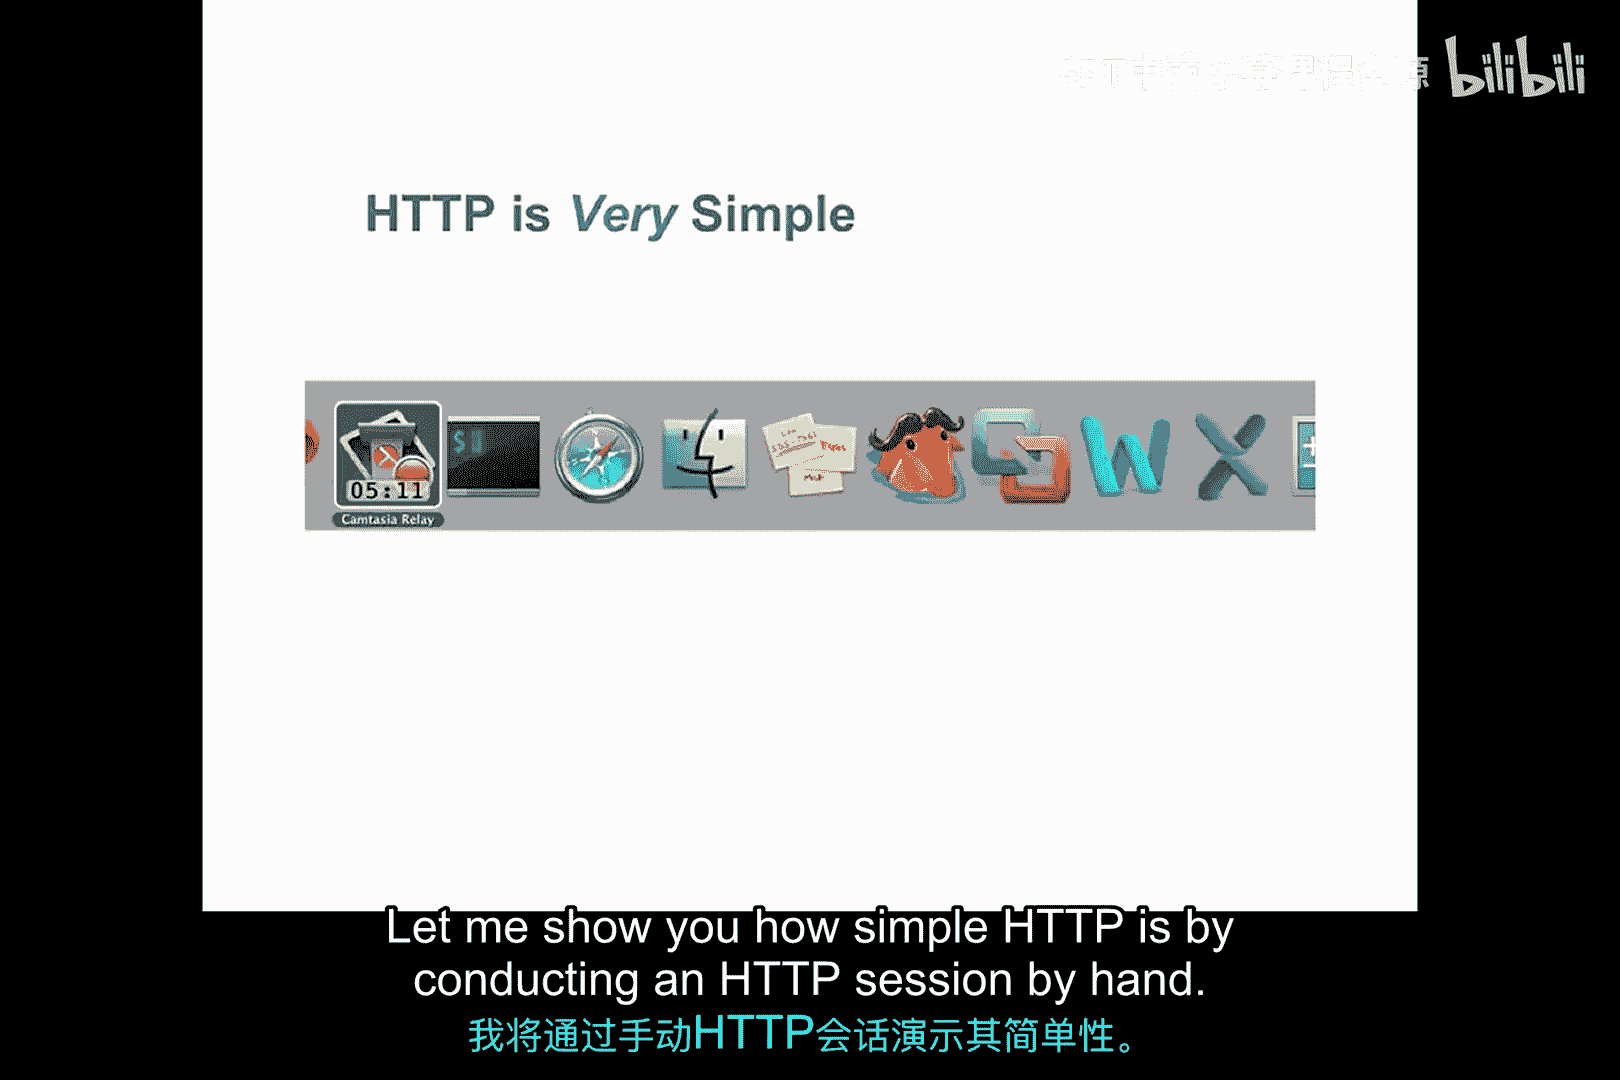 bilibili
HTTP is Very Simple
$
05:11
Camtasia Relay
Let me show you how simple HTTP is by
conducting an HTTP session by hand.
我将通过手动HTTP会话演示其简单性。